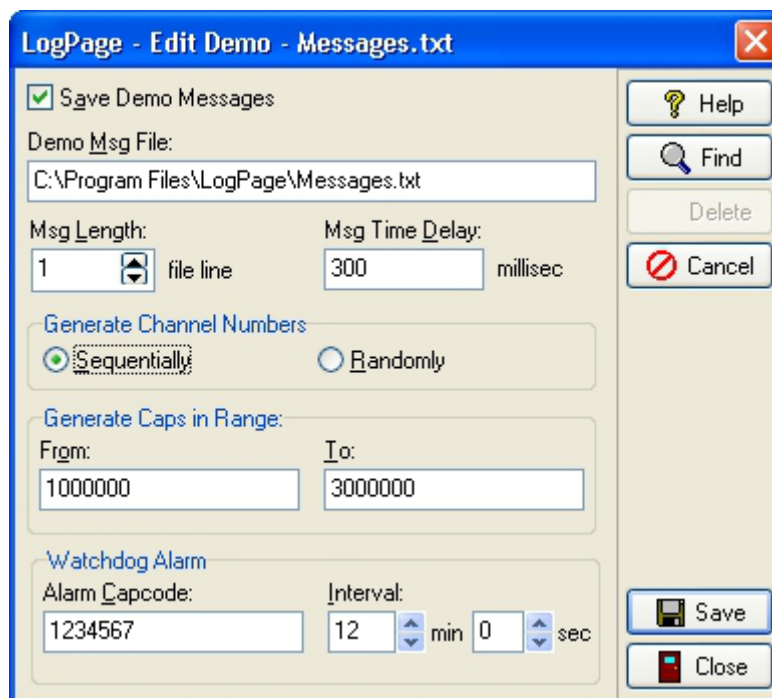 LogPage - Edit Demo - Messages.txt
Save Demo Messages
Demo Msg File:
C:\Program Files\LogPage\Messages.txt
Msg Length:
1
file line
Msg Time Delay:
300
millisec
Generate Channel Numbers
Sequentially
Randomly
Generate Caps in Range:
From:
1000000
To:
3000000
Watchdog Alarm
Alarm Capcode:
1234567
Interval:
12
min
0
sec
Help
Find
Delete
Cancel
Save
Close